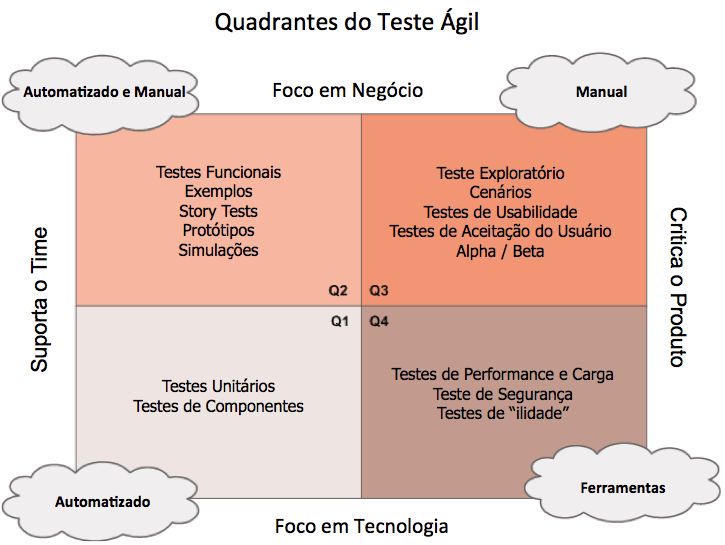 Quadrantes do Teste Ágil
Automatizado e Manual
Foco em Negócio
Manual
Testes Funcionais
Exemplos
Story Tests
Protótipos
Simulações
Q2
Teste Exploratório
Cenários
Testes de Usabilidade
Testes de Aceitação do Usuário
Alpha / Beta
Q3
Suporta o Time
Critica o Produto
Q1
Testes Unitários
Testes de Componentes
Q4
Testes de Performance e Carga
Teste de Segurança
Testes de “ilidade”
Automatizado
Ferramentas
Foco em Tecnologia